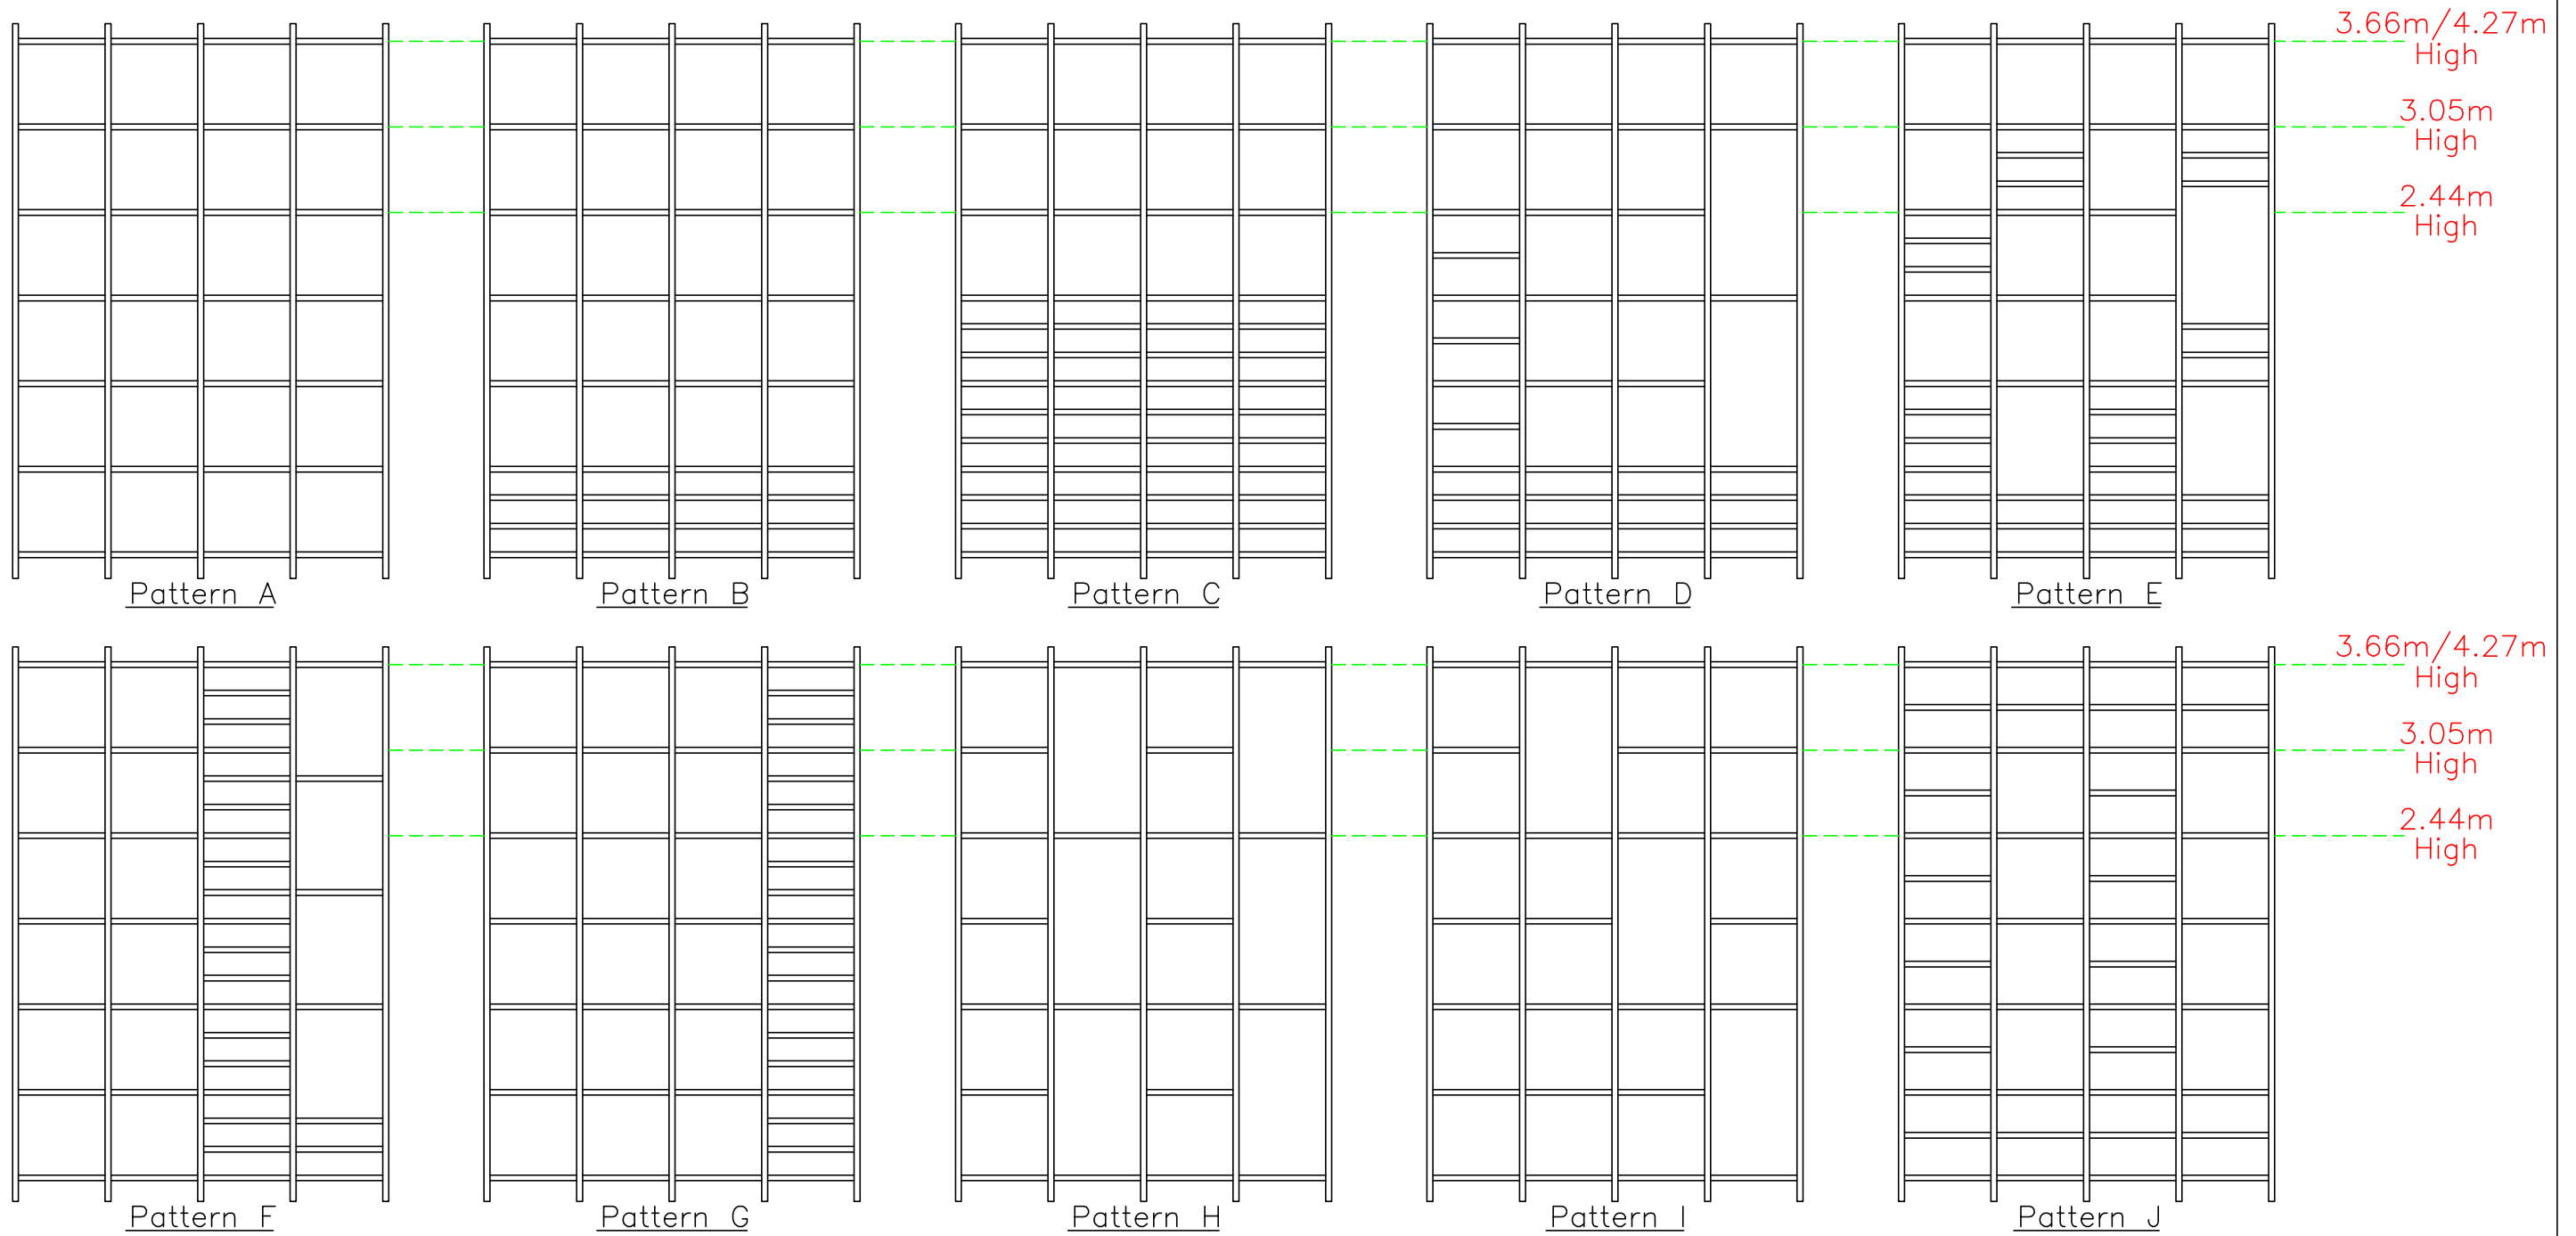 3.66m/4.27m
High
3.05m
High
2.44m
High
Pattern A
Pattern B
Pattern C
Pattern D
Pattern E
3.66m/4.27m
High
3.05m
High
2.44m
High
Pattern F
Pattern G
Pattern H
Pattern I
Pattern J